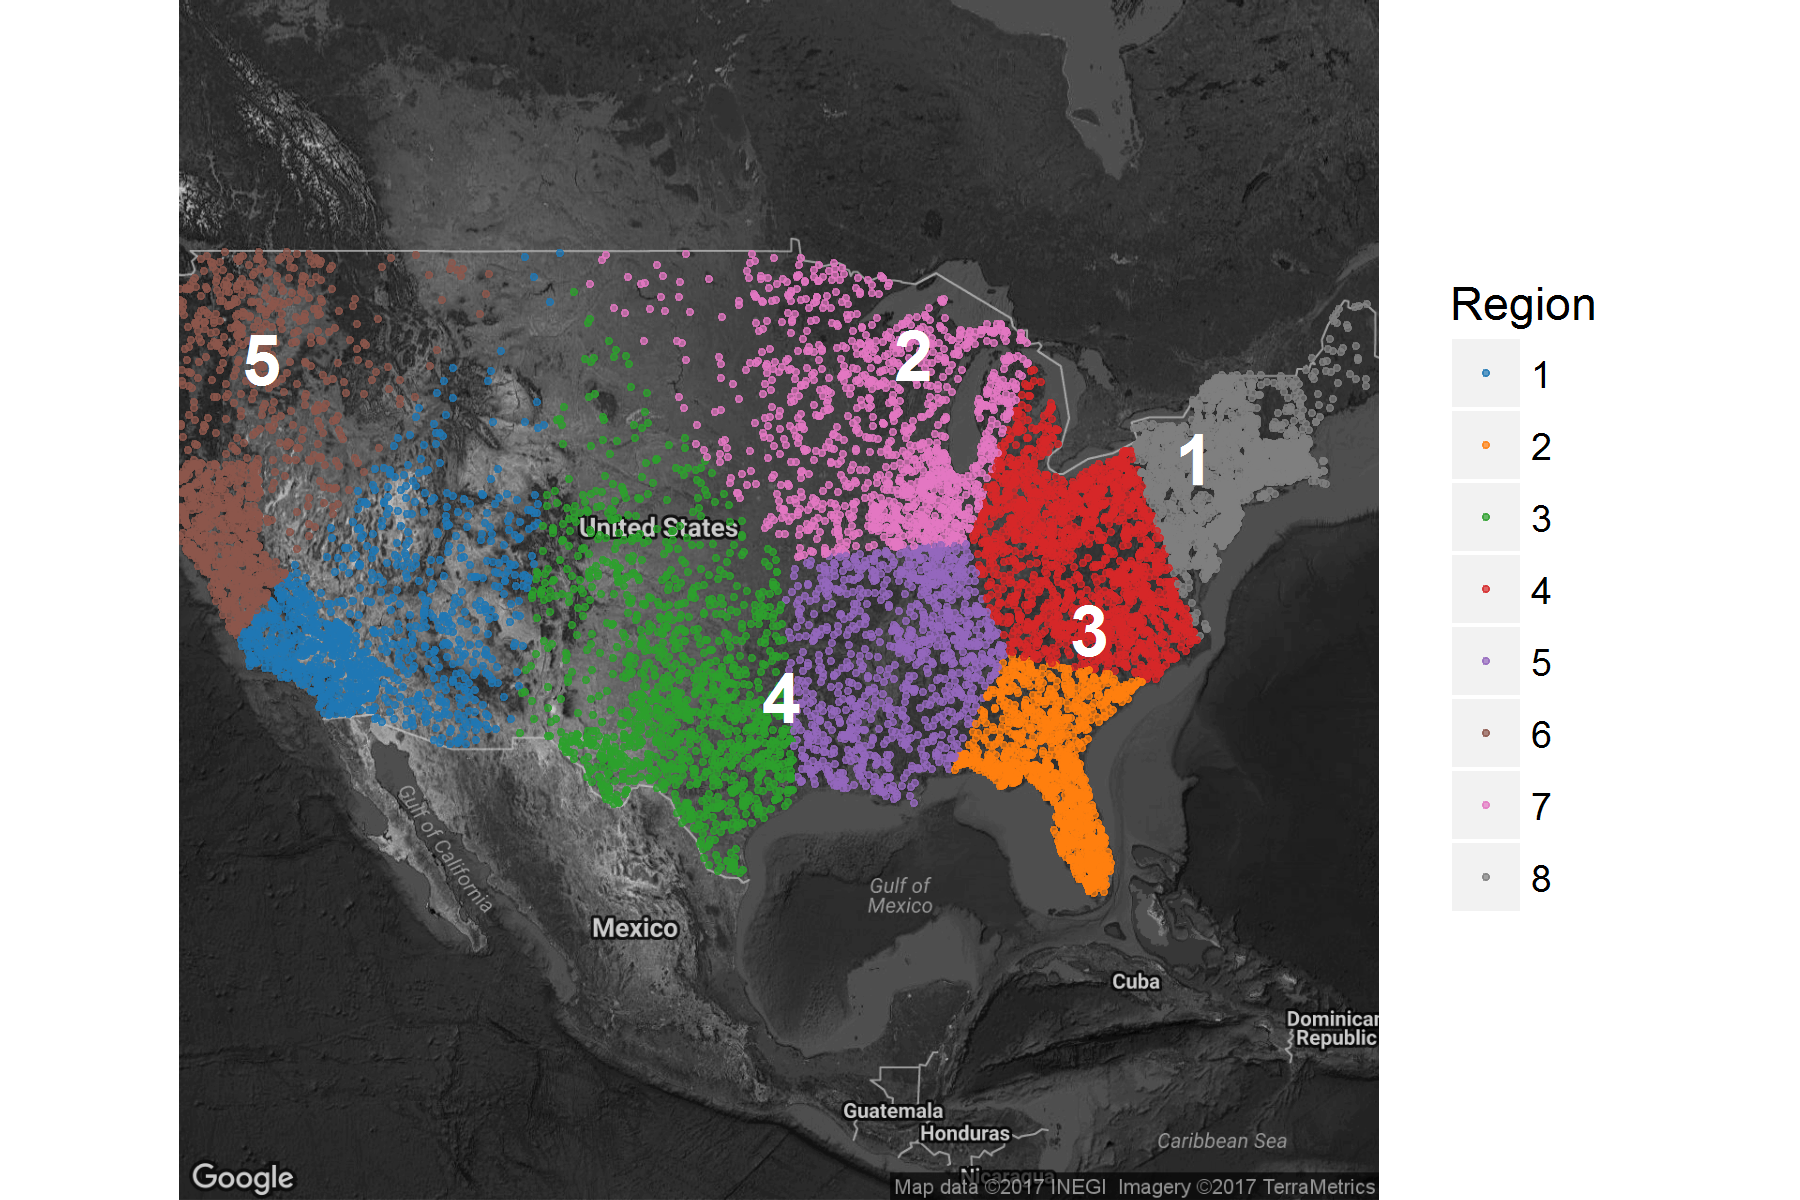 5
2
1
United States
3
4
Gulf of California
Gulf of
Mexico
Mexico
Cuba
Dominican
Republic
Guatemala
Honduras
Nicaragua
Caribbean Sea
Google
Map data ©2017 INEGI Imagery ©2017 TerraMetrics
Region
1
2
3
4
5
6
7
8